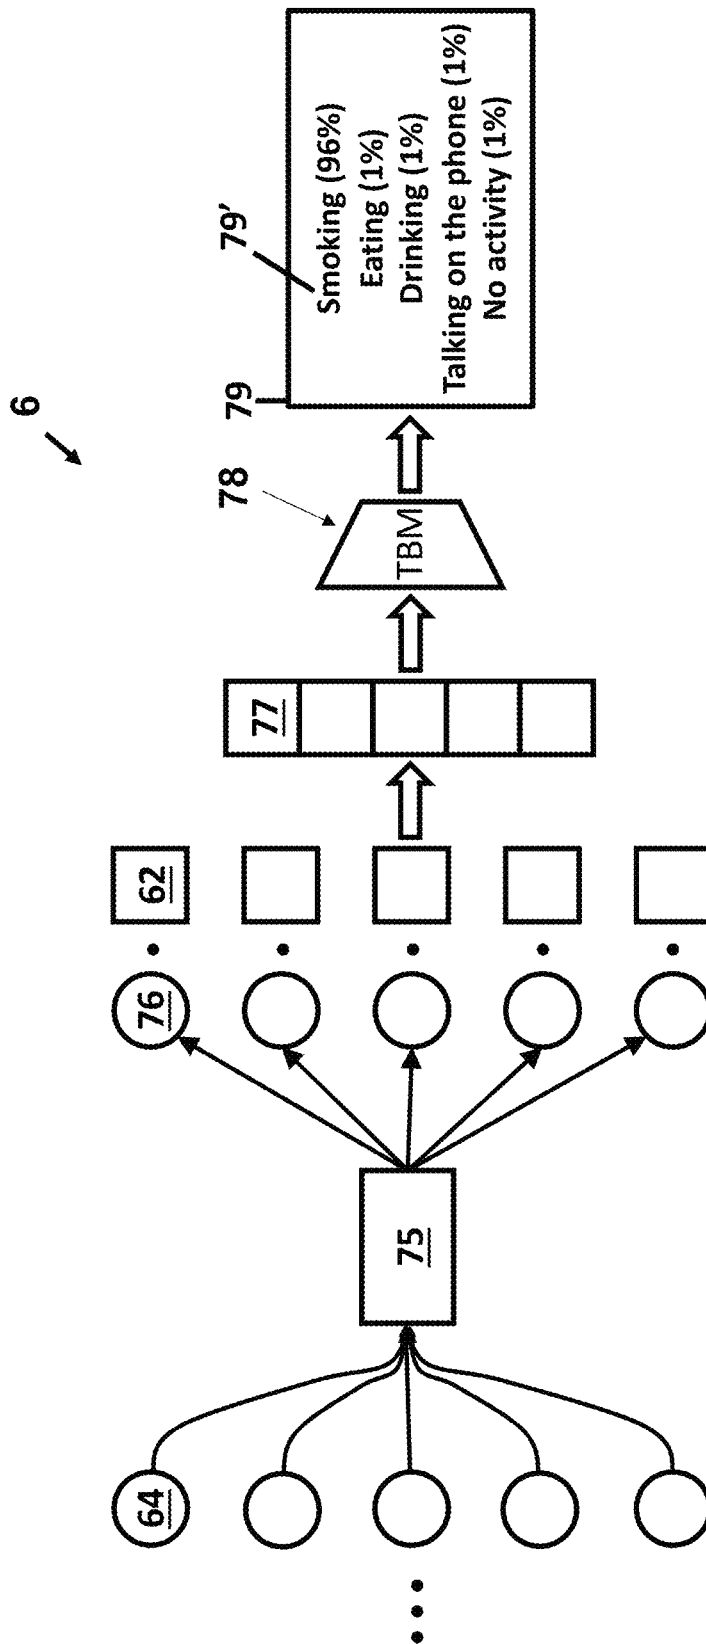 6
64
75
76
62
77
78
TBM
79
79'
Smoking (96%)
Eating (1%)
Drinking (1%)
Talking on the phone (1%)
No activity (1%)